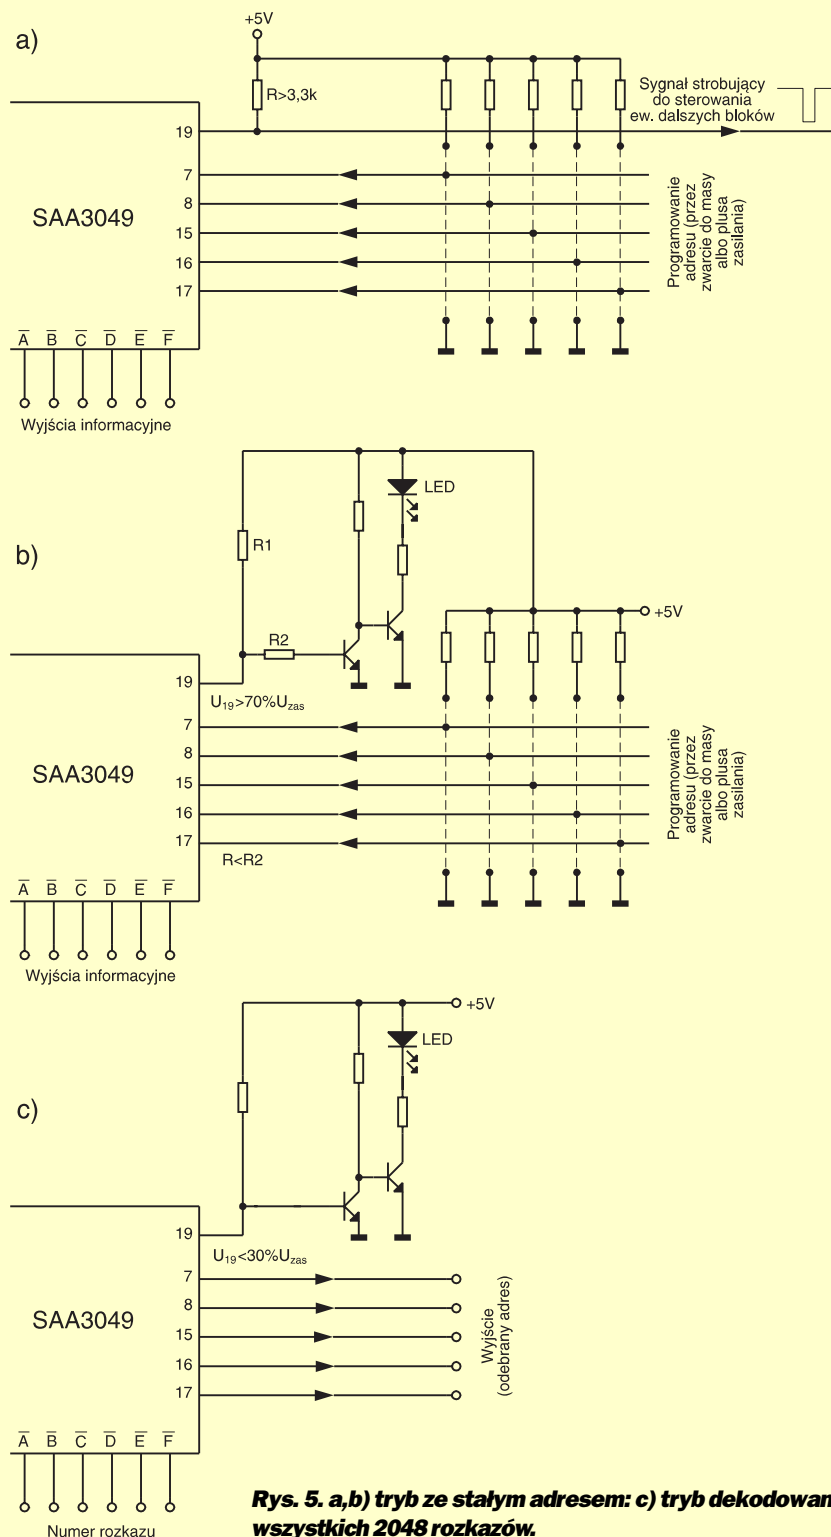 a)
+5V
R>3,3k
Sygnał strobujący
do sterowania
ew. dalszych bloków
19
7
8
15
16
17
SAA3049
Programowanie
adresu (przez
zwarcie do masy
albo plusa
zasilania)
A̅ B̅ C̅ D̅ E̅ F̅
Wyjścia informacyjne
b)
LED
R1
R2
+5V
19
U₁₉>70%Uzas
7
8
15
16
17
SAA3049
R<R2
Programowanie
adresu (przez
zwarcie do masy
albo plusa
zasilania)
A̅ B̅ C̅ D̅ E̅ F̅
Wyjścia informacyjne
c)
+5V
LED
19
U₁₉<30%Uzas
7
8
15
16
17
SAA3049
Wyjście
(odebrany adres)
A̅ B̅ C̅ D̅ E̅ F̅
Numer rozkazu
Rys. 5. a,b) tryb ze stałym adresem: c) tryb dekodowan
wszystkich 2048 rozkazów.